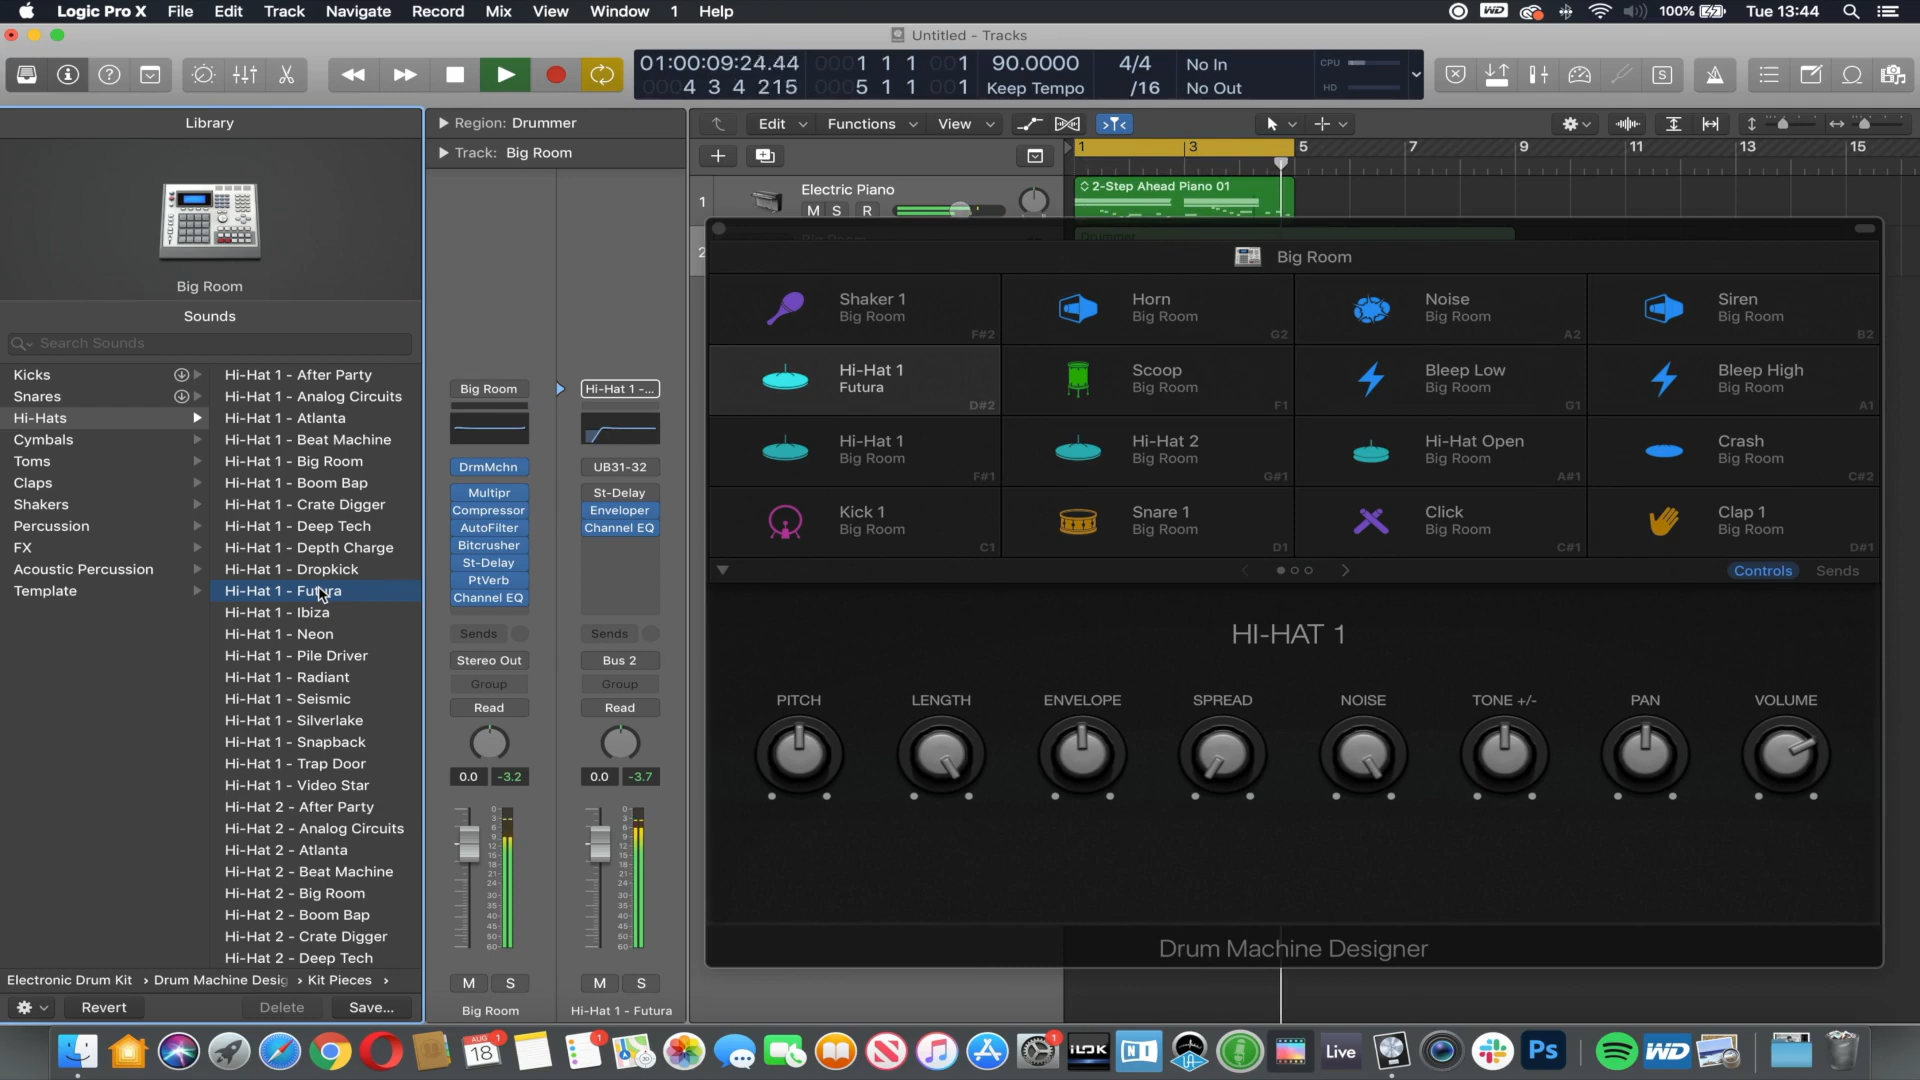 Logic Pro X File Edit Track Navigate Record Mix View Window 1 Help 100% Tue 13:44
Untitled - Tracks
01:00:09:24.44 0001 1 1 001 90.0000 4/4 No In CPU
0004 3 4 215 0005 1 1 001 Keep Tempo /16 No Out HD
Library
Big Room
Sounds
Search Sounds
Kicks
Snares
Hi-Hats
Cymbals
Toms
Claps
Shakers
Percussion
FX
Acoustic Percussion
Template
Hi-Hat 1 - After Party
Hi-Hat 1 - Analog Circuits
Hi-Hat 1 - Atlanta
Hi-Hat 1 - Beat Machine
Hi-Hat 1 - Big Room
Hi-Hat 1 - Boom Bap
Hi-Hat 1 - Crate Digger
Hi-Hat 1 - Deep Tech
Hi-Hat 1 - Depth Charge
Hi-Hat 1 - Dropkick
Hi-Hat 1 - Futura
Hi-Hat 1 - Ibiza
Hi-Hat 1 - Neon
Hi-Hat 1 - Pile Driver
Hi-Hat 1 - Radiant
Hi-Hat 1 - Seismic
Hi-Hat 1 - Silverlake
Hi-Hat 1 - Snapback
Hi-Hat 1 - Trap Door
Hi-Hat 1 - Video Star
Hi-Hat 2 - After Party
Hi-Hat 2 - Analog Circuits
Hi-Hat 2 - Atlanta
Hi-Hat 2 - Beat Machine
Hi-Hat 2 - Big Room
Hi-Hat 2 - Boom Bap
Hi-Hat 2 - Crate Digger
Hi-Hat 2 - Deep Tech
Electronic Drum Kit › Drum Machine Desig › Kit Pieces ›
Revert Delete Save...
Region: Drummer
Track: Big Room
Big Room
DrmMchn
Multipr
Compressor
AutoFilter
Bitcrusher
St-Delay
PtVerb
Channel EQ
Sends
Stereo Out
Group
Read
0.0 -3.2
M S
Big Room
Hi-Hat 1 -...
UB31-32
St-Delay
Enveloper
Channel EQ
Sends
Bus 2
Group
Read
0.0 -3.7
M S
Hi-Hat 1 - Futura
Edit Functions View
1 3 5 7 9 11 13 15
1 Electric Piano
M S R
2-Step Ahead Piano 01
2
Drummer
Big Room
Shaker 1
Big Room
F#2
Horn
Big Room
G2
Noise
Big Room
A2
Siren
Big Room
B2
Hi-Hat 1
Futura
D#2
Scoop
Big Room
F1
Bleep Low
Big Room
G1
Bleep High
Big Room
A1
Hi-Hat 1
Big Room
F#1
Hi-Hat 2
Big Room
G#1
Hi-Hat Open
Big Room
A#1
Crash
Big Room
C#2
Kick 1
Big Room
C1
Snare 1
Big Room
D1
Click
Big Room
C#1
Clap 1
Big Room
D#1
Controls Sends
HI-HAT 1
PITCH LENGTH ENVELOPE SPREAD NOISE TONE +/- PAN VOLUME
Drum Machine Designer
AUG
18
1
1
1
iLOK
NI
Live
Ps
WD